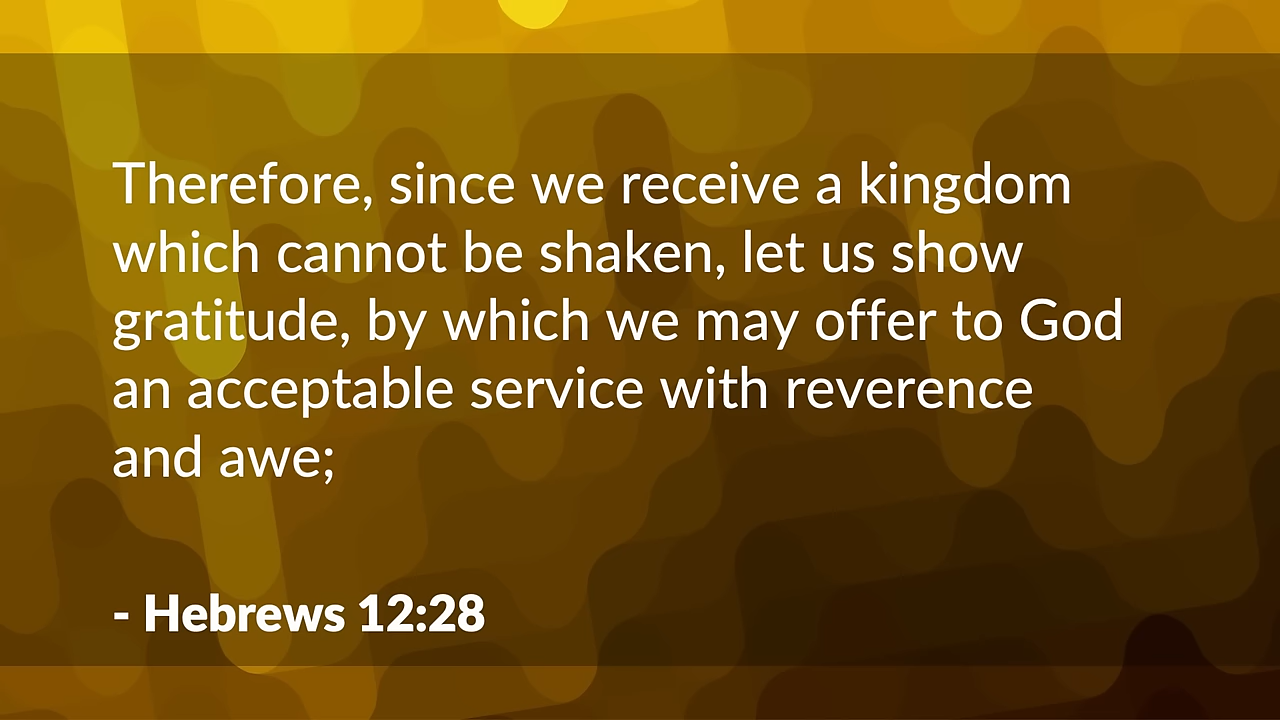 Therefore, since we receive a kingdom
which cannot be shaken, let us show
gratitude, by which we may offer to God
an acceptable service with reverence
and awe;
- Hebrews 12:28